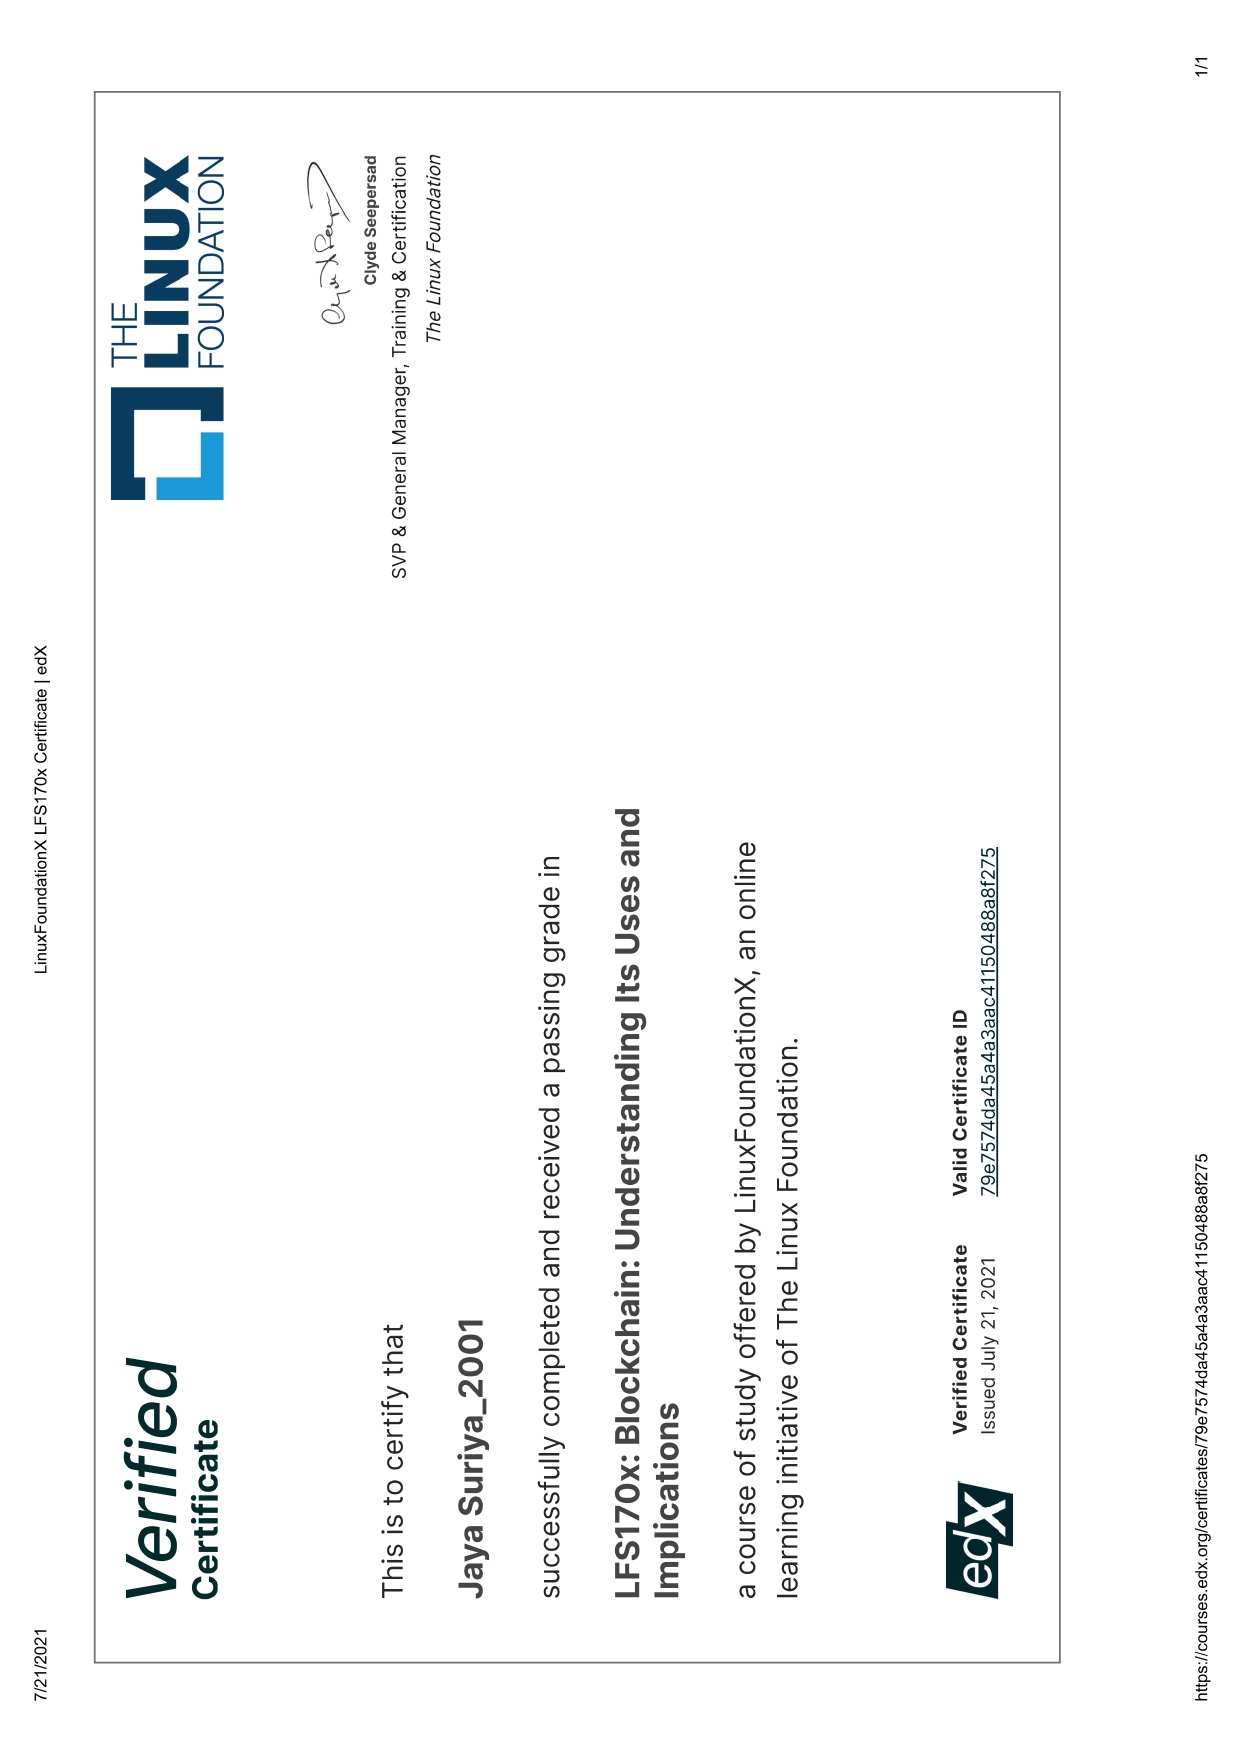 7/21/2021
LinuxFoundationX LFS170x Certificate | edX
Verified
Certificate
THE
LINUX
FOUNDATION
This is to certify that
Jaya Suriya_2001
successfully completed and received a passing grade in
LFS170x: Blockchain: Understanding Its Uses and
Implications
a course of study offered by LinuxFoundationX, an online
learning initiative of The Linux Foundation.
Clyde Seepersad
SVP & General Manager, Training & Certification
The Linux Foundation
edX
Verified Certificate
Issued July 21, 2021
Valid Certificate ID
79e7574da45a4a3aac41150488a8f275
https://courses.edx.org/certificates/79e7574da45a4a3aac41150488a8f275
1/1